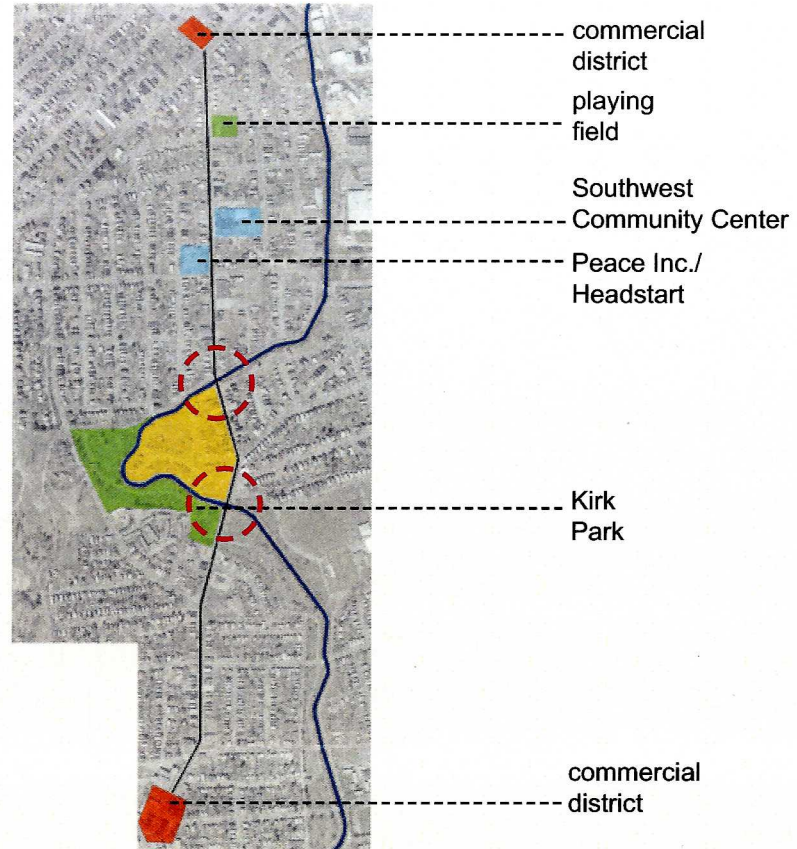 commercial
district
playing
field
Southwest
Community Center
Peace Inc./
Headstart
Kirk
Park
commercial
district